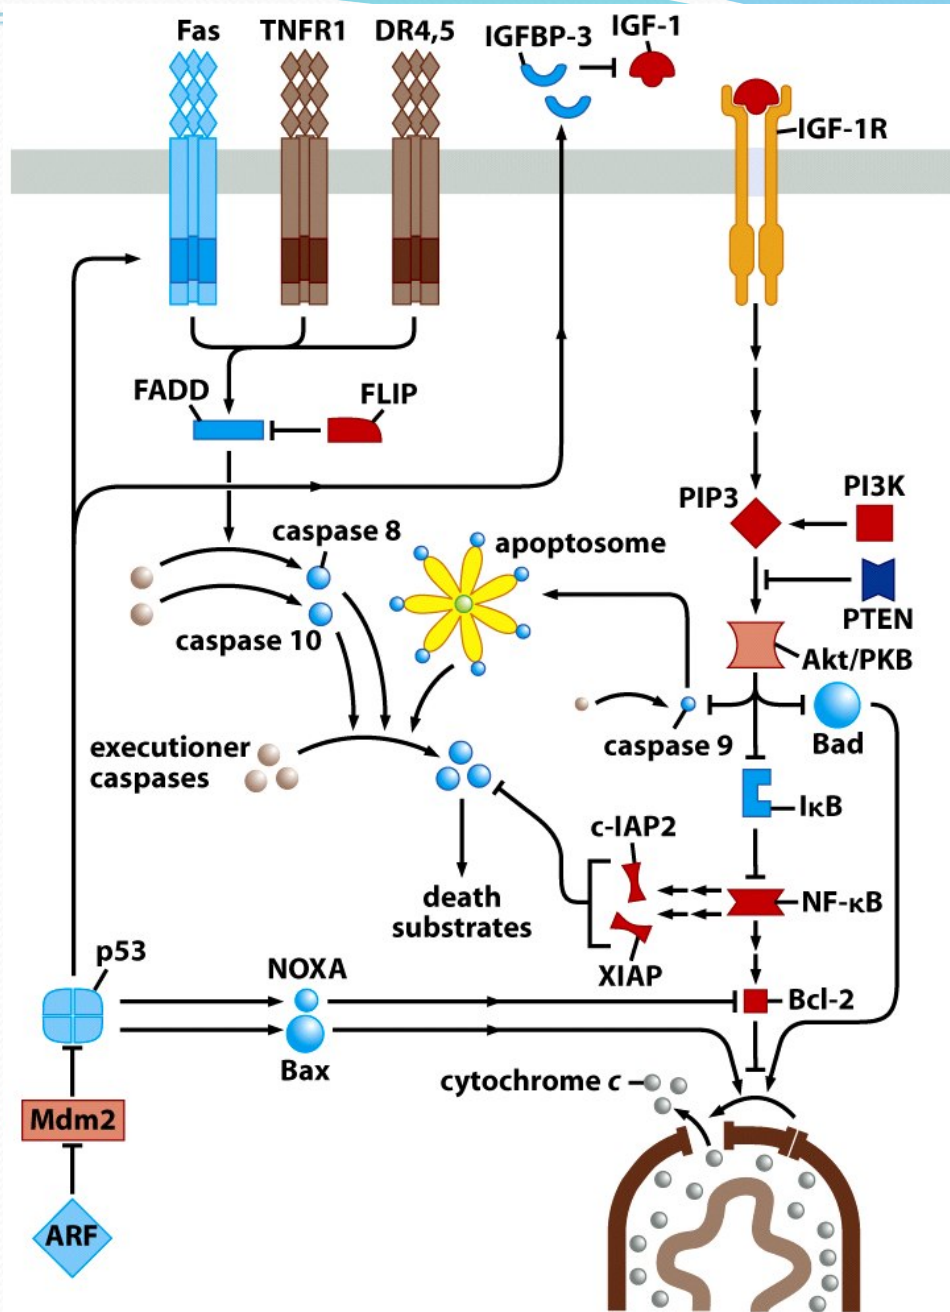 Fas
TNFR1
DR4,5
IGFBP-3
IGF-1
IGF-1R
FADD
FLIP
PIP3
PI3K
caspase 8
apoptosome
PTEN
caspase 10
Akt/PKB
executioner
caspases
caspase 9
Bad
IκB
c-IAP2
death
substrates
NF-κB
XIAP
p53
NOXA
Bcl-2
Bax
cytochrome c
Mdm2
ARF